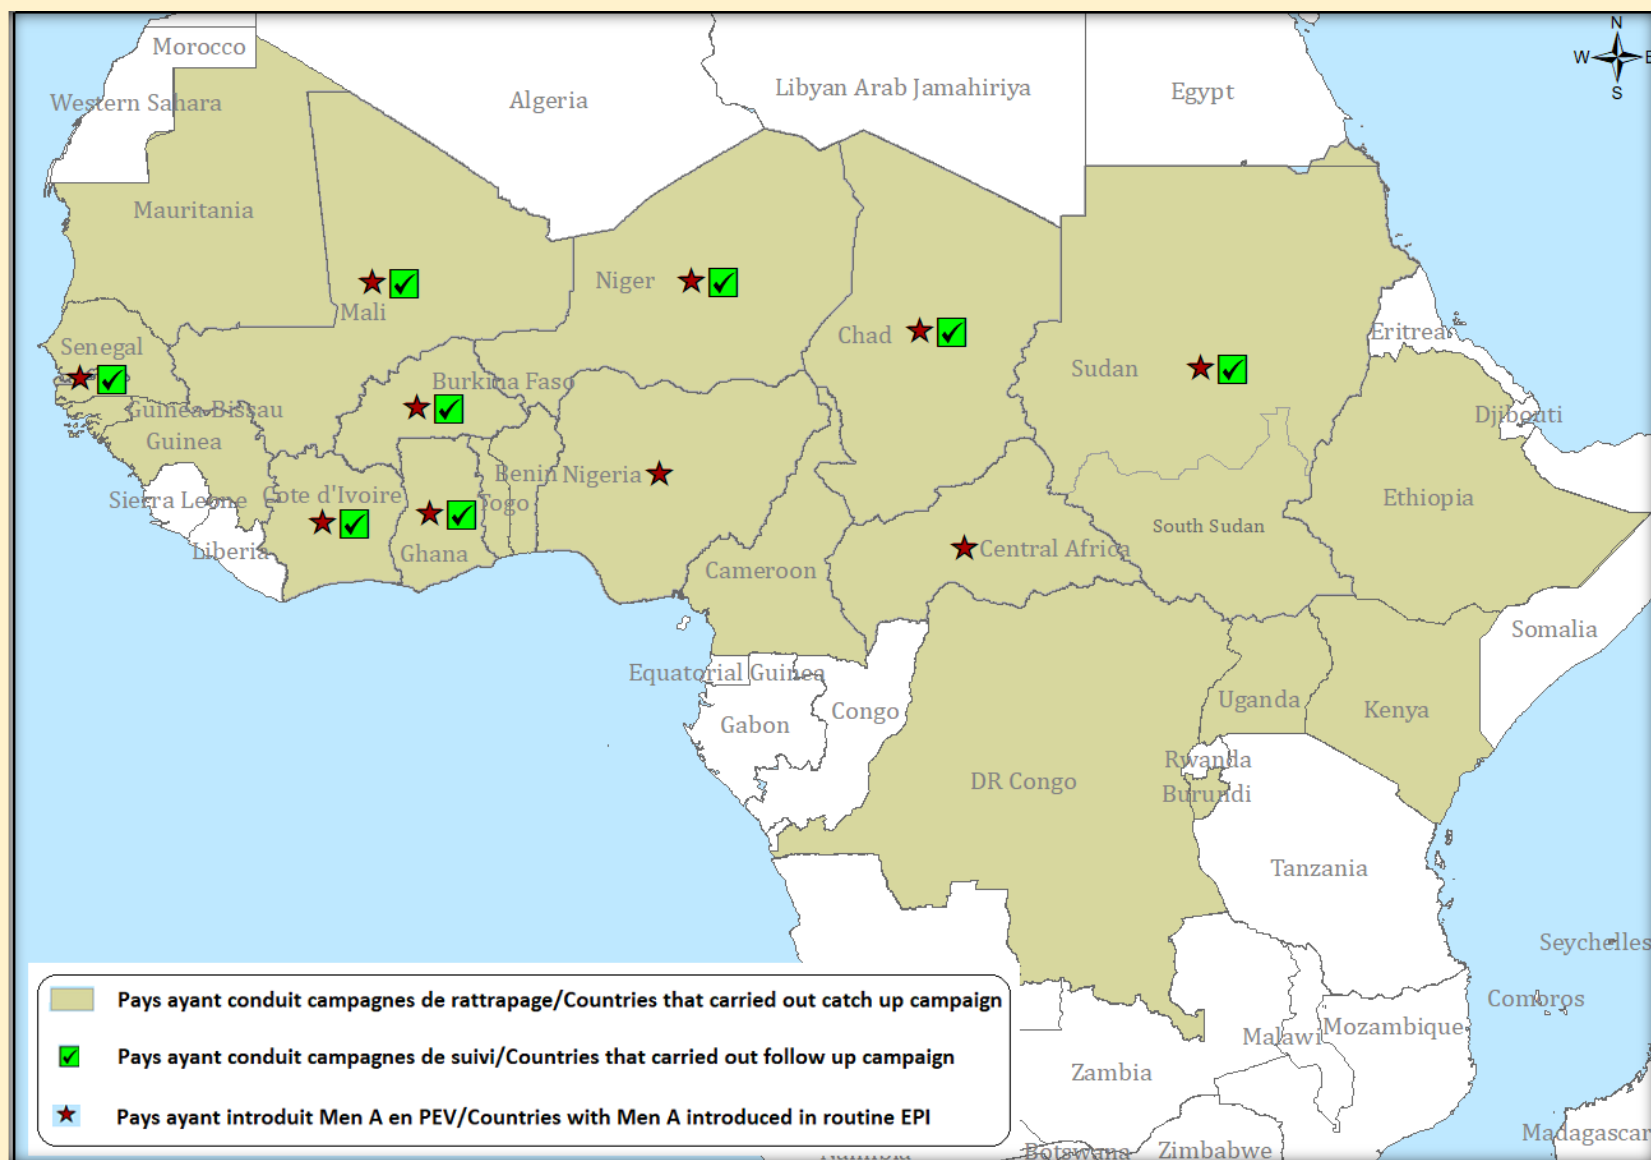 N
W
E
S
Morocco
Western Sahara
Algeria
Libyan Arab Jamahiriya
Egypt
Mauritania
Mali
Niger
Chad
Sudan
Eritrea
Senegal
Burkina Faso
Djibouti
Guinea-Bissau
Guinea
Benin
Nigeria
Togo
Sierra Leone
Cote d'Ivoire
Ethiopia
South Sudan
Liberia
Ghana
Central Africa
Cameroon
Somalia
Equatorial Guinea
Uganda
Gabon
Congo
Kenya
Rwanda
DR Congo
Burundi
Tanzania
Seychelles
Comoros
Malawi
Mozambique
Zambia
Madagascar
Botswana
Zimbabwe
Pays ayant conduit campagnes de rattrapage/Countries that carried out catch up campaign
Pays ayant conduit campagnes de suivi/Countries that carried out follow up campaign
Pays ayant introduit Men A en PEV/Countries with Men A introduced in routine EPI